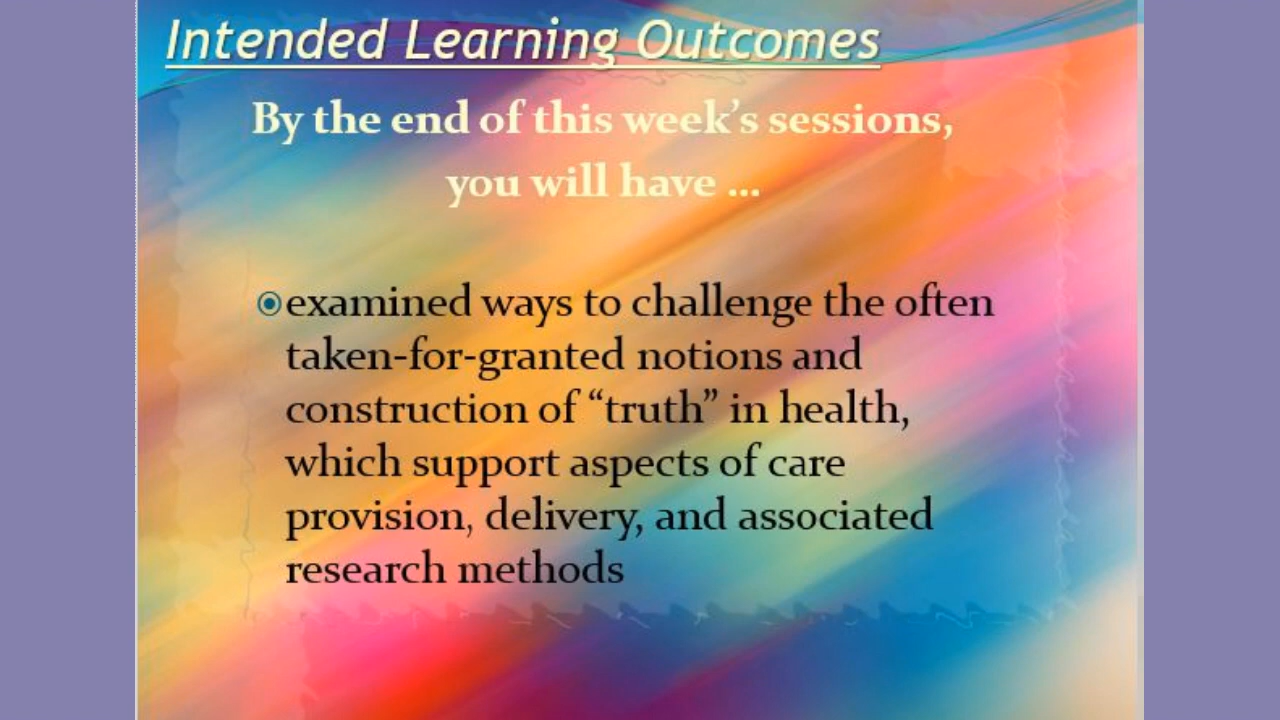 Intended Learning Outcomes
By the end of this week’s sessions,
you will have ...
examined ways to challenge the often
taken-for-granted notions and
construction of “truth” in health,
which support aspects of care
provision, delivery, and associated
research methods